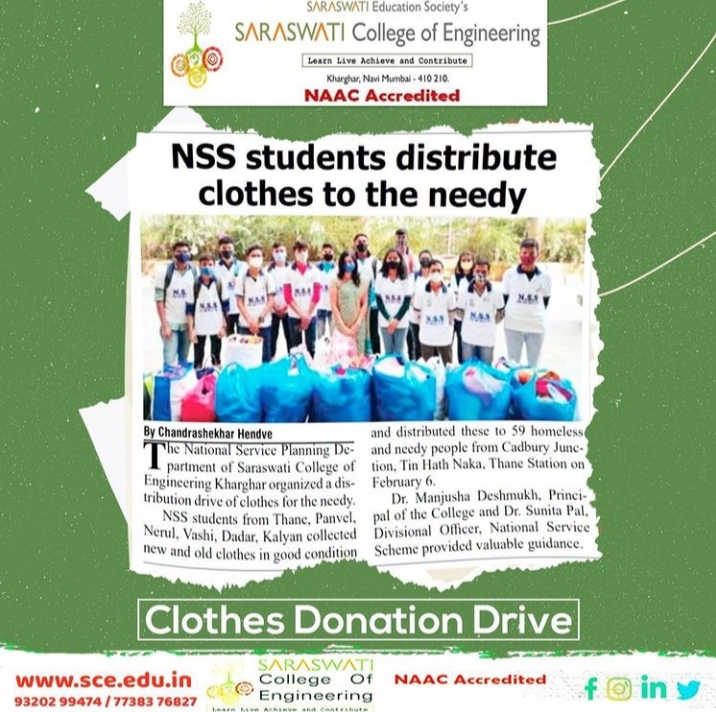 SARASWATI Education Society's
SARASWATI College of Engineering
Learn Live Achieve and Contribute
Kharghar, Navi Mumbai - 410 210.
NAAC Accredited
NSS students distribute
clothes to the needy
By Chandrashekhar Hendve
The National Service Planning De-
partment of Saraswati College of
Engineering Kharghar organized a dis-
tribution drive of clothes for the needy.
NSS students from Thane, Panvel,
Nerul, Vashi, Dadar, Kalyan collected
new and old clothes in good condition
and distributed these to 59 homeless
and needy people from Cadbury Junc-
tion, Tin Hath Naka, Thane Station on
February 6.
Dr. Manjusha Deshmukh, Princi-
pal of the College and Dr. Sunita Pal,
Divisional Officer, National Service
Scheme provided valuable guidance.
Clothes Donation Drive
www.sce.edu.in
93202 99474 / 77383 76827
SARASWATI
College Of
Engineering
Learn Live Achieve and Contribute
NAAC Accredited